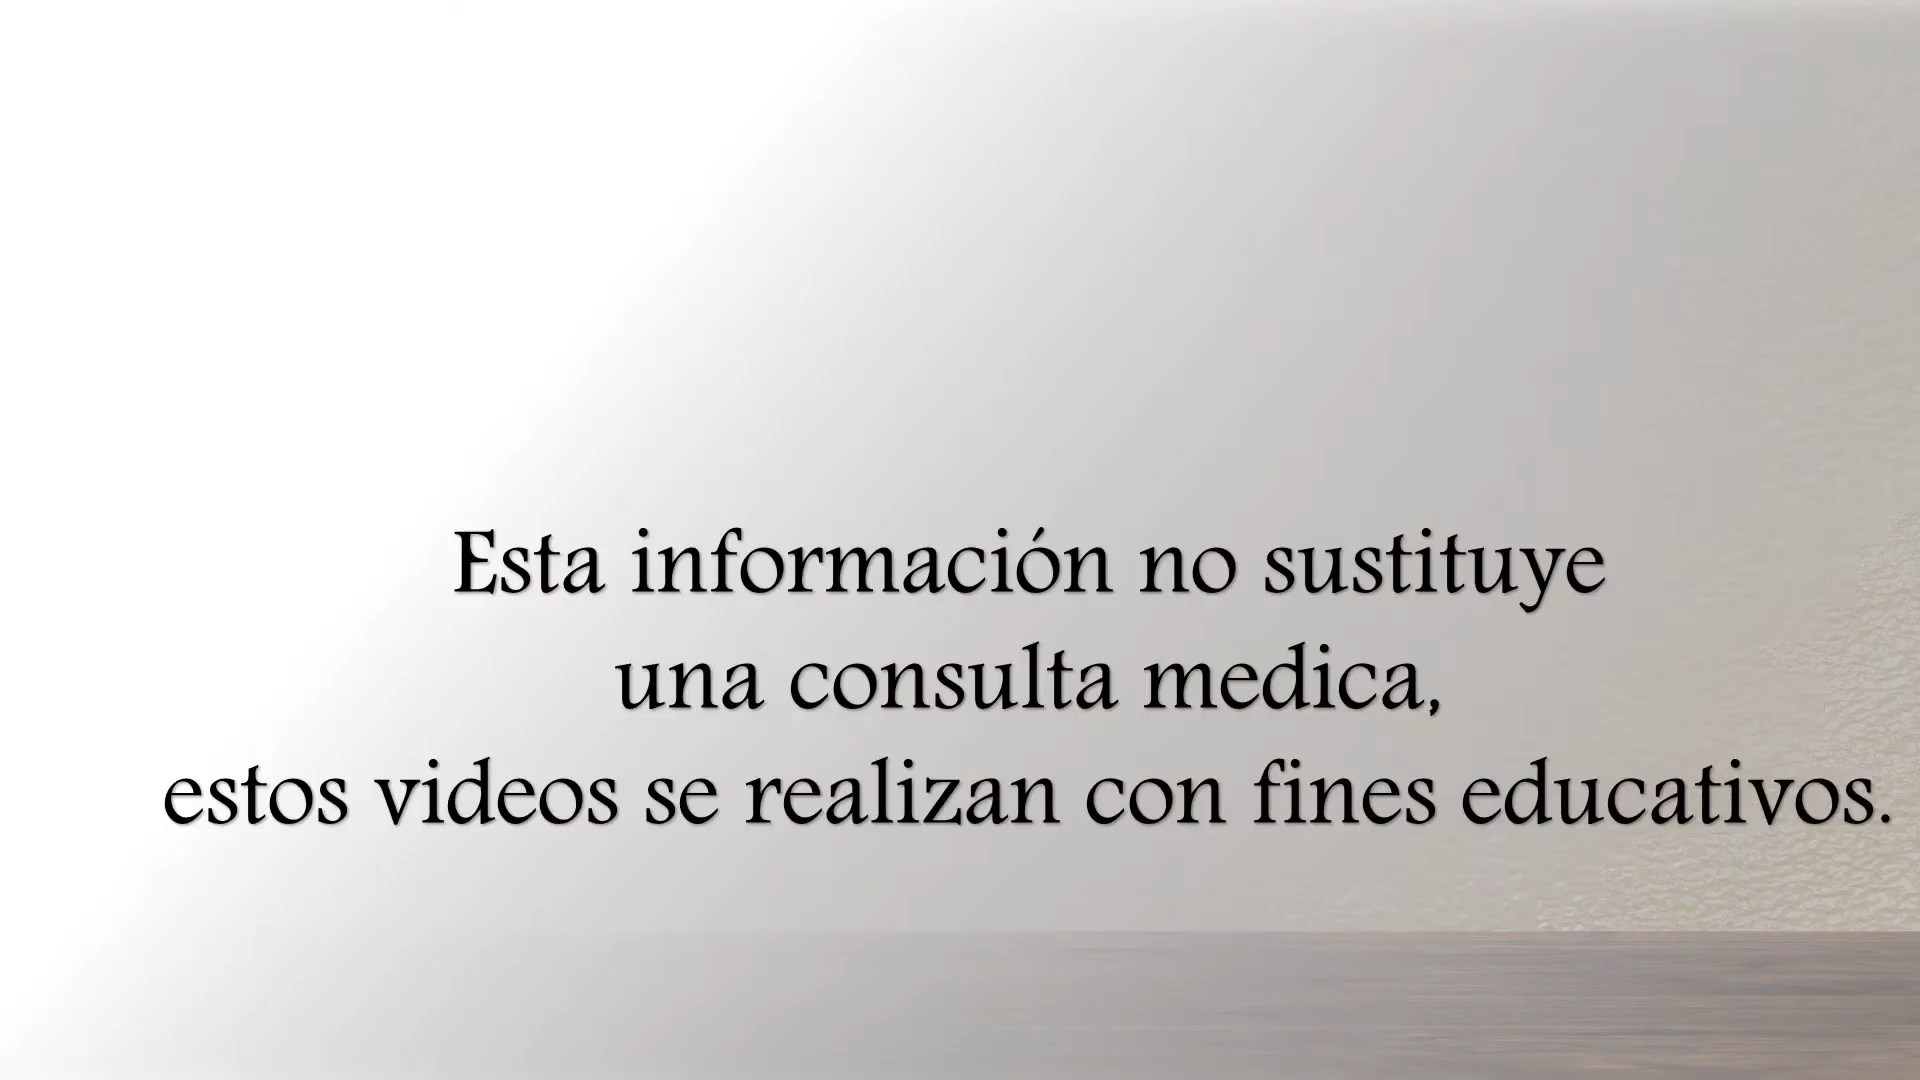 Esta información no sustituye
una consulta medica,
estos videos se realizan con fines educativos.